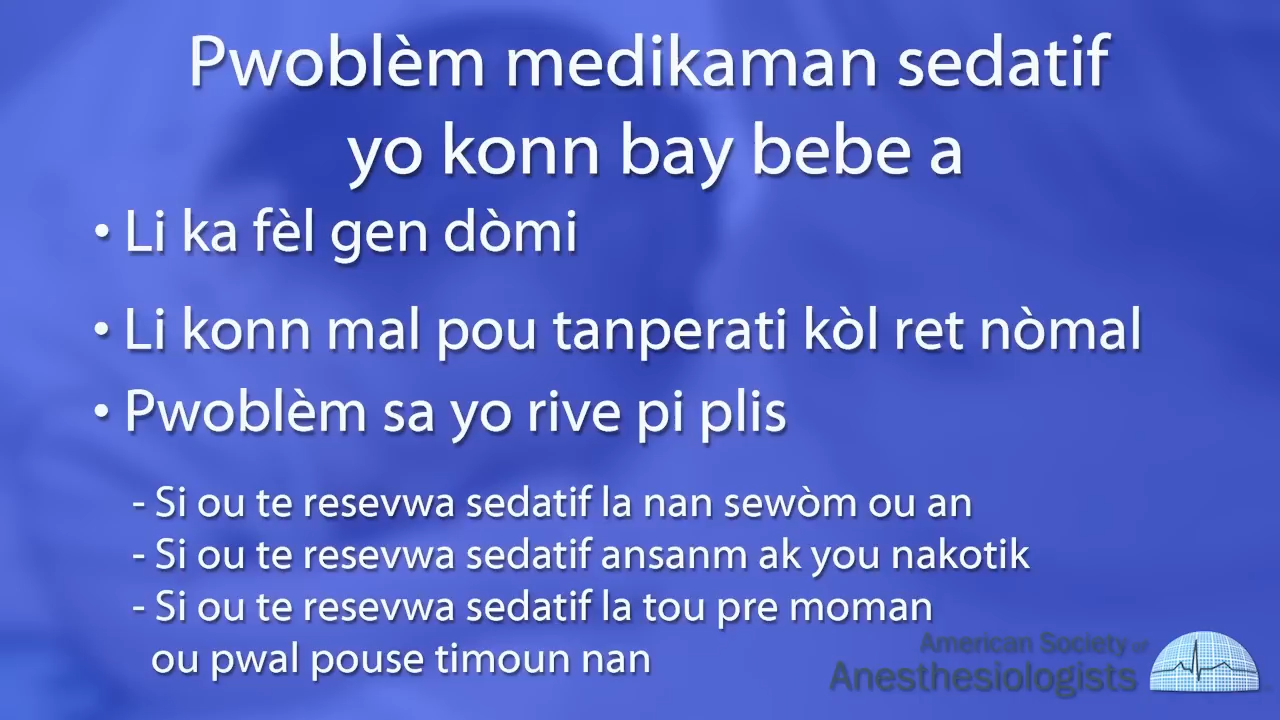 Pwoblèm medikaman sedatif
yo konn bay bebe a
• Li ka fèl gen dòmi
• Li konn mal pou tanperati kòl ret nòmal
• Pwoblèm sa yo rive pi plis
- Si ou te resevwa sedatif la nan sewòm ou an
- Si ou te resevwa sedatif ansanm ak you nakotik
- Si ou te resevwa sedatif la tou pre moman
ou pwal pouse timoun nan
American Society of
Anesthesiologists